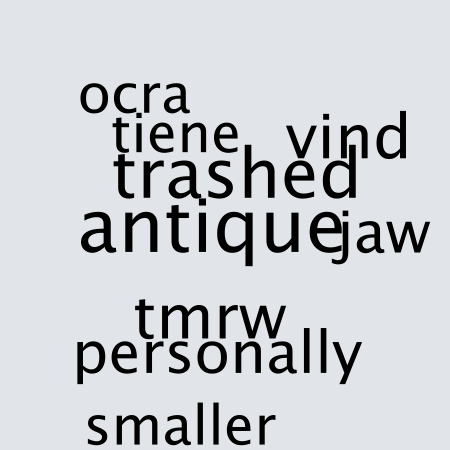 ocra
tiene vind
trashed
antique jaw
tmrw
personally
smaller